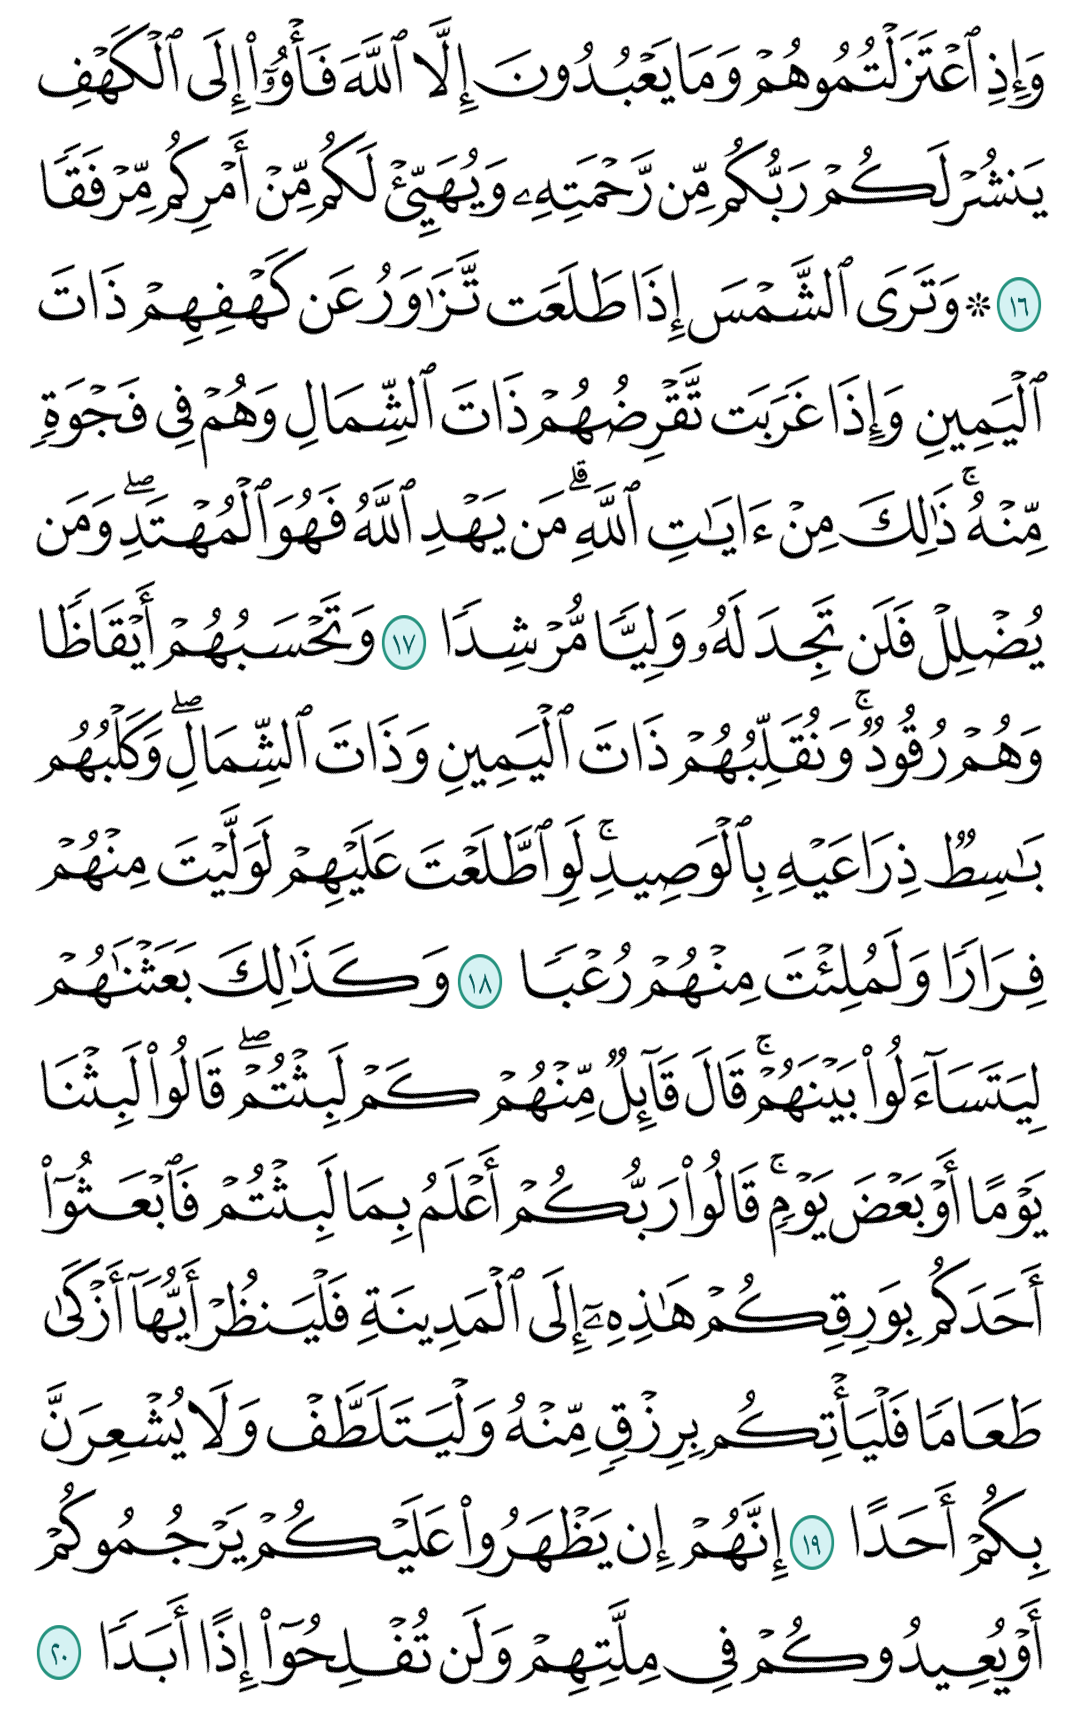 وَإِذِ ٱعْتَزَلْتُمُوهُمْ وَمَا يَعْبُدُونَ إِلَّا ٱللَّهَ فَأْوُۥٓا۟ إِلَى ٱلْكَهْفِ
يَنشُرْ لَكُمْ رَبُّكُم مِّن رَّحْمَتِهِۦ وَيُهَيِّئْ لَكُم مِّنْ أَمْرِكُم مِّرْفَقًا
١٦ * وَتَرَى ٱلشَّمْسَ إِذَا طَلَعَت تَّزَٰوَرُ عَن كَهْفِهِمْ ذَاتَ
ٱلْيَمِينِ وَإِذَا غَرَبَت تَّقْرِضُهُمْ ذَاتَ ٱلشِّمَالِ وَهُمْ فِى فَجْوَةٍ
مِّنْهُ ۚ ذَٰلِكَ مِنْ ءَايَٰتِ ٱللَّهِ ۗ مَن يَهْدِ ٱللَّهُ فَهُوَ ٱلْمُهْتَدِ ۖ وَمَن
يُضْلِلْ فَلَن تَجِدَ لَهُۥ وَلِيًّا مُّرْشِدًا ١٧ وَتَحْسَبُهُمْ أَيْقَاظًا
وَهُمْ رُقُودٌ ۚ وَنُقَلِّبُهُمْ ذَاتَ ٱلْيَمِينِ وَذَاتَ ٱلشِّمَالِ ۖ وَكَلْبُهُم
بَٰسِطٌ ذِرَاعَيْهِ بِٱلْوَصِيدِ ۚ لَوِ ٱطَّلَعْتَ عَلَيْهِمْ لَوَلَّيْتَ مِنْهُمْ
فِرَارًا وَلَمُلِئْتَ مِنْهُمْ رُعْبًا ١٨ وَكَذَٰلِكَ بَعَثْنَٰهُمْ
لِيَتَسَآءَلُوا۟ بَيْنَهُمْ ۚ قَالَ قَآئِلٌ مِّنْهُمْ كَمْ لَبِثْتُمْ ۖ قَالُوا۟ لَبِثْنَا
يَوْمًا أَوْ بَعْضَ يَوْمٍ ۚ قَالُوا۟ رَبُّكُمْ أَعْلَمُ بِمَا لَبِثْتُمْ فَٱبْعَثُوٓا۟
أَحَدَكُم بِوَرِقِكُمْ هَٰذِهِۦٓ إِلَى ٱلْمَدِينَةِ فَلْيَنظُرْ أَيُّهَآ أَزْكَىٰ
طَعَامًا فَلْيَأْتِكُم بِرِزْقٍ مِّنْهُ وَلْيَتَلَطَّفْ وَلَا يُشْعِرَنَّ
بِكُمْ أَحَدًا ١٩ إِنَّهُمْ إِن يَظْهَرُوا۟ عَلَيْكُمْ يَرْجُمُوكُمْ
أَوْ يُعِيدُوكُمْ فِى مِلَّتِهِمْ وَلَن تُفْلِحُوٓا۟ إِذًا أَبَدًا ٢٠